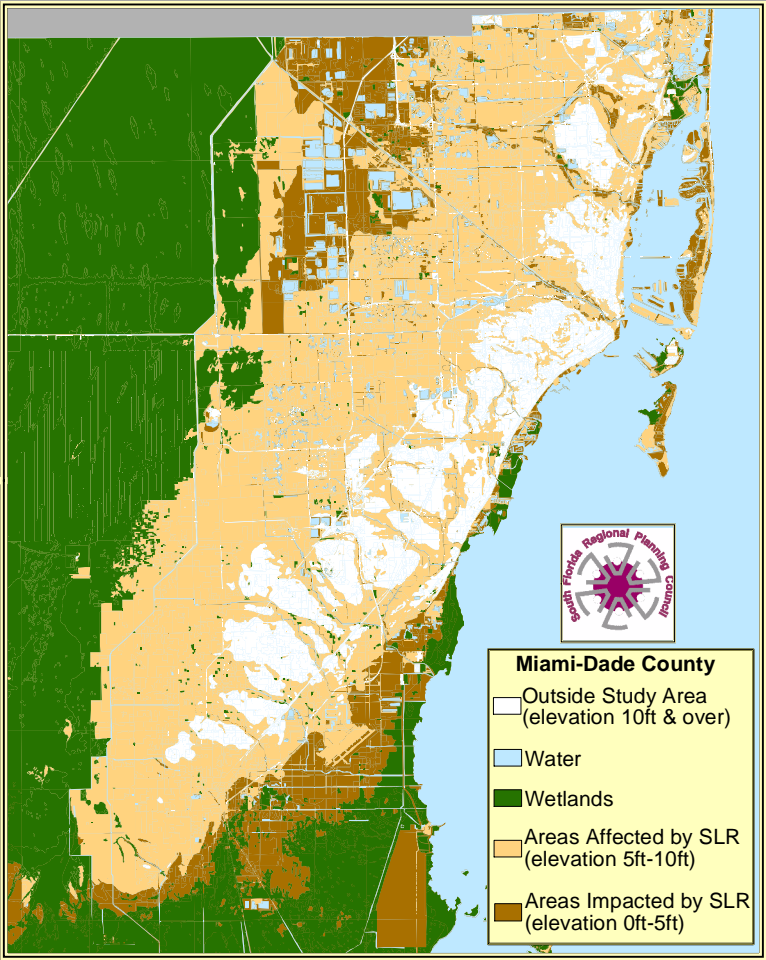 South Florida Regional Planning Council
Miami-Dade County
Outside Study Area
(elevation 10ft & over)
Water
Wetlands
Areas Affected by SLR
(elevation 5ft-10ft)
Areas Impacted by SLR
(elevation 0ft-5ft)